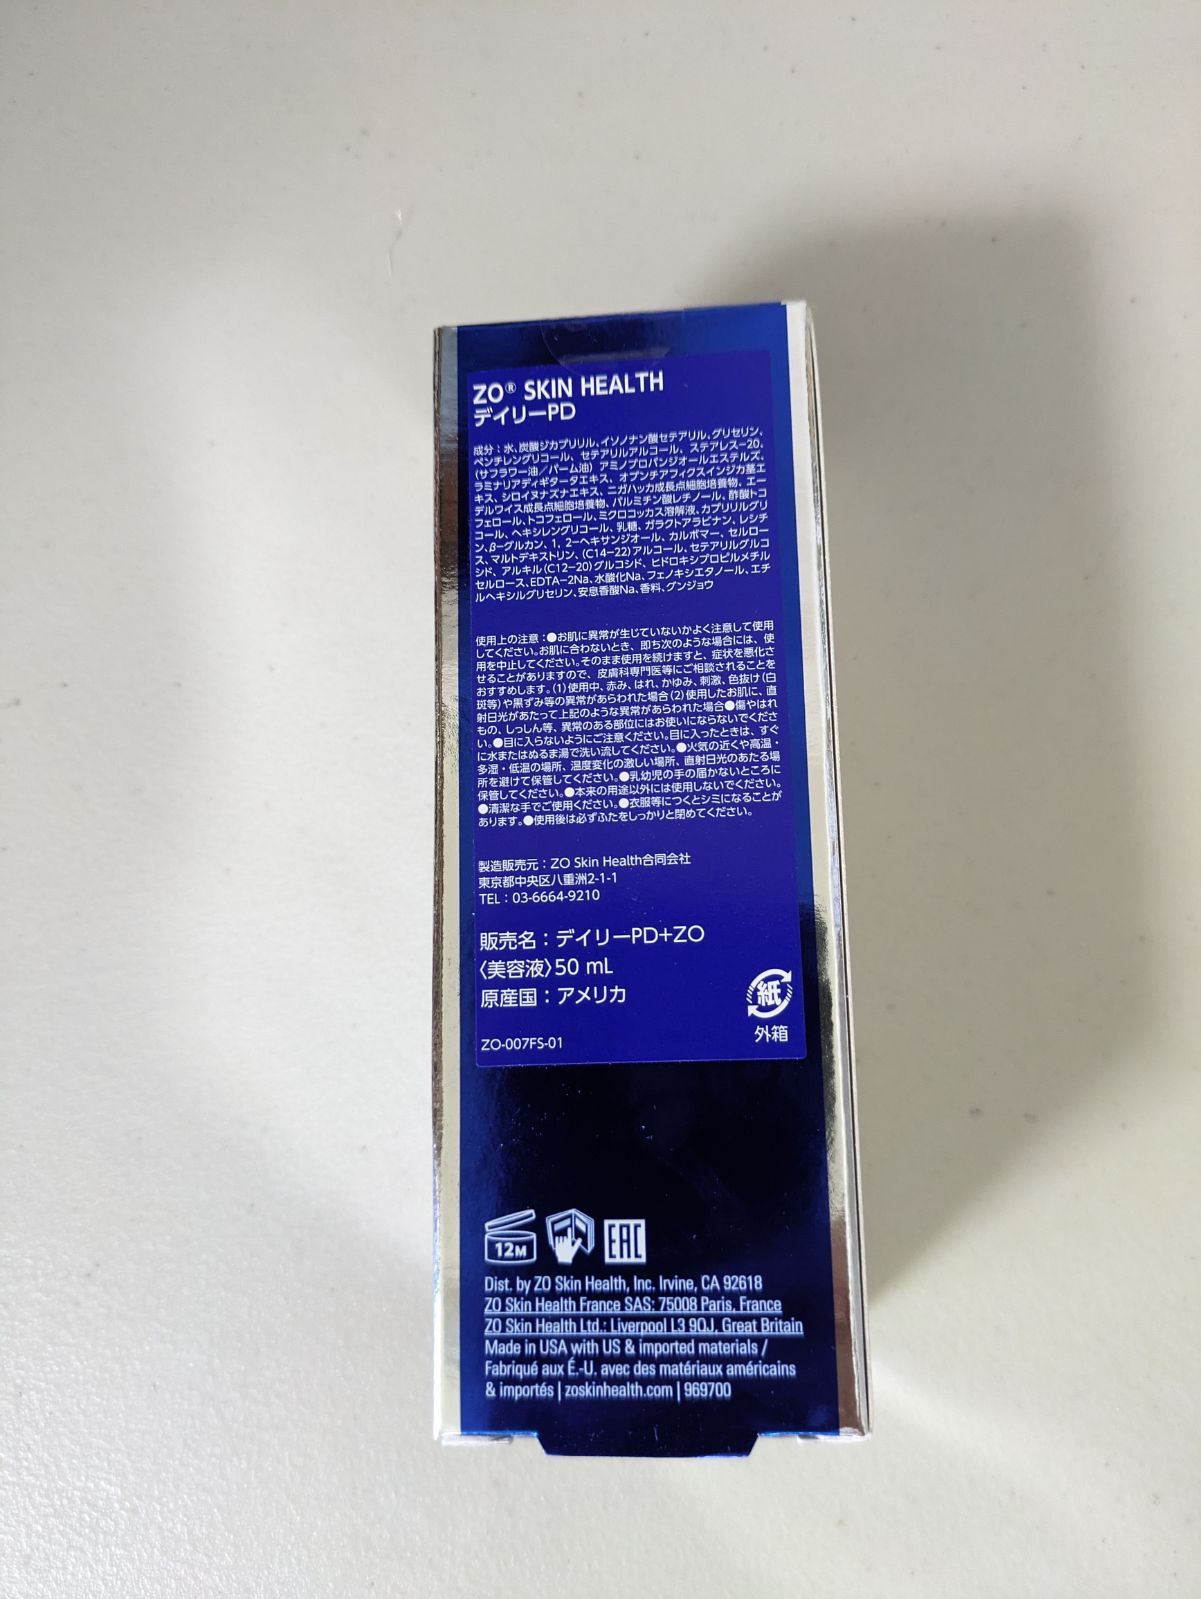 ZO® SKIN HEALTH
デイリーPD
成分：水、炭酸ジカプリリル、イソノナン酸セテアリル、グリセリン、
ペンチレングリコール、セテアリルアルコール、ステアレス-20、
(サフラワー油／パーム油) アミノプロパンジオールエステルズ、
ラミナリアディギタータエキス、オプンチアフィクスインジカ茎エ
キス、シロイヌナズナエキス、ニガハッカ成長点細胞培養物、エー
デルワイス成長点細胞培養物、パルミチン酸レチノール、酢酸トコ
フェロール、トコフェロール、ミクロコッカス溶解液、カプリリルグリ
コール、ヘキシレングリコール、乳糖、ガラクトアラビナン、レシチ
ン、β-グルカン、1，2-ヘキサンジオール、カルボマー、セルロー
ス、マルトデキストリン、(C14-22)アルコール、セテアリルグルコ
シド、アルキル(C12-20)グルコシド、ヒドロキシプロピルメチル
セルロース、EDTA-2Na、水酸化Na、フェノキシエタノール、エチ
ルヘキシルグリセリン、安息香酸Na、香料、グンジョウ
使用上の注意：●お肌に異常が生じていないかよく注意して使用
してください。お肌に合わないとき、即ち次のような場合には、使
用を中止してください。そのまま使用を続けますと、症状を悪化さ
せることがありますので、皮膚科専門医等にご相談されることを
おすすめします。(1)使用中、赤み、はれ、かゆみ、刺激、色抜け(白
斑等)や黒ずみ等の異常があらわれた場合(2)使用したお肌に、直
射日光があたって上記のような異常があらわれた場合●傷やはれ
もの、しっしん等、異常のある部位にはお使いにならないでくださ
い。●目に入らないようにご注意ください。目に入ったときは、すぐ
に水またはぬるま湯で洗い流してください。●火気の近くや高温・
多湿・低温の場所、温度変化の激しい場所、直射日光のあたる場
所を避けて保管してください。●乳幼児の手の届かないところに
保管してください。●本来の用途以外には使用しないでください。
●清潔な手でご使用ください。●衣服等につくとシミになることが
あります。●使用後は必ずふたをしっかりと閉めてください。
製造販売元：ZO Skin Health合同会社
東京都中央区八重洲2-1-1
TEL：03-6664-9210
販売名：デイリーPD+ZO
〈美容液〉50 mL
原産国：アメリカ
紙
外箱
ZO-007FS-01
12M
EAC
Dist. by ZO Skin Health, Inc. Irvine, CA 92618
ZO Skin Health France SAS: 75008 Paris, France
ZO Skin Health Ltd.: Liverpool L3 9QJ, Great Britain
Made in USA with US & imported materials /
Fabriqué aux É.-U. avec des matériaux américains
& importés | zoskinhealth.com | 969700